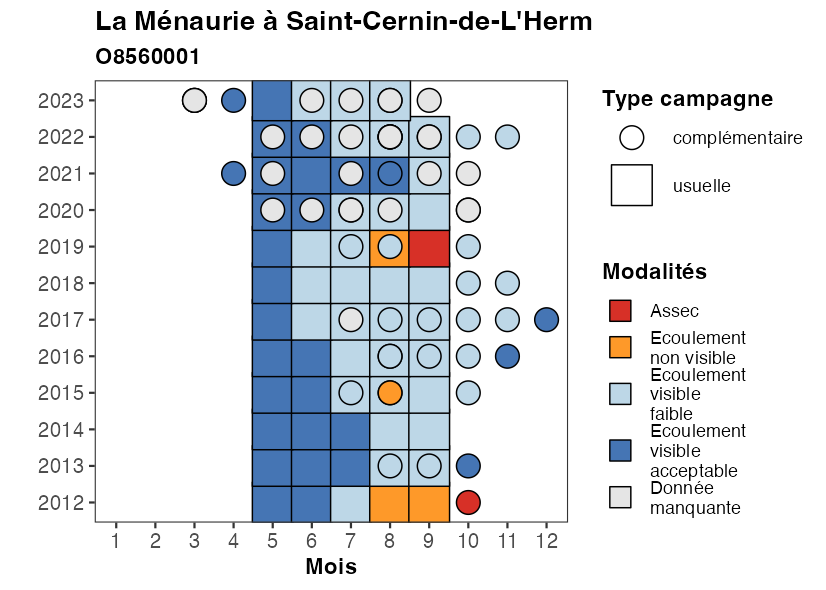 La Ménaurie à Saint-Cernin-de-L'Herm
O8560001
2023
2022
2021
2020
2019
2018
2017
2016
2015
2014
2013
2012
1 2 3 4 5 6 7 8 9 10 11 12
Mois
Type campagne
complémentaire
usuelle
Modalités
Assec
Ecoulement
non visible
Ecoulement
visible
faible
Ecoulement
visible
acceptable
Donnée
manquante